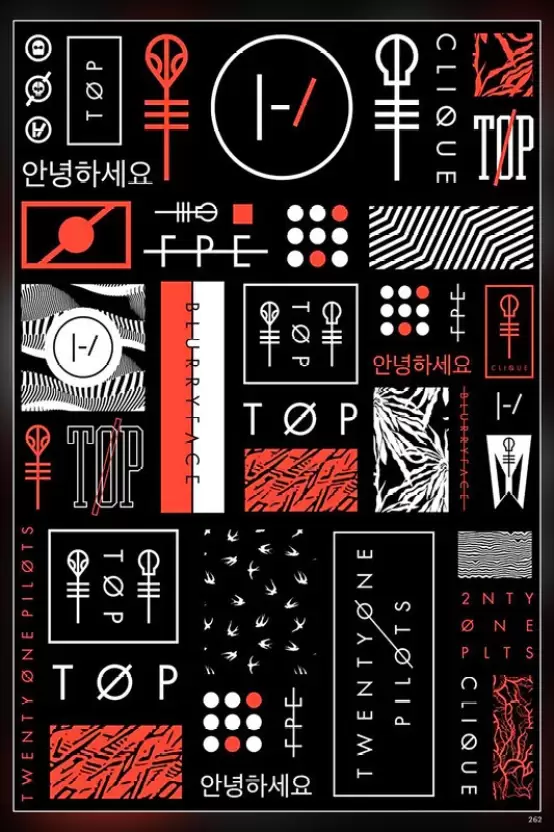 TØP
|-/
CLIQUE
TOP
안녕하세요
FPE
|-/
BLURRYFACE
TØP
FPE
안녕하세요
CLIQUE
TØP
BLURRYFACE
|-/
TOP
TWENTY ØNE PILØTS
TØP
TØP
FPE
안녕하세요
TWENTY ØNE
PILØTS
2NTY
ØNE
PLTS
CLIQUE
262